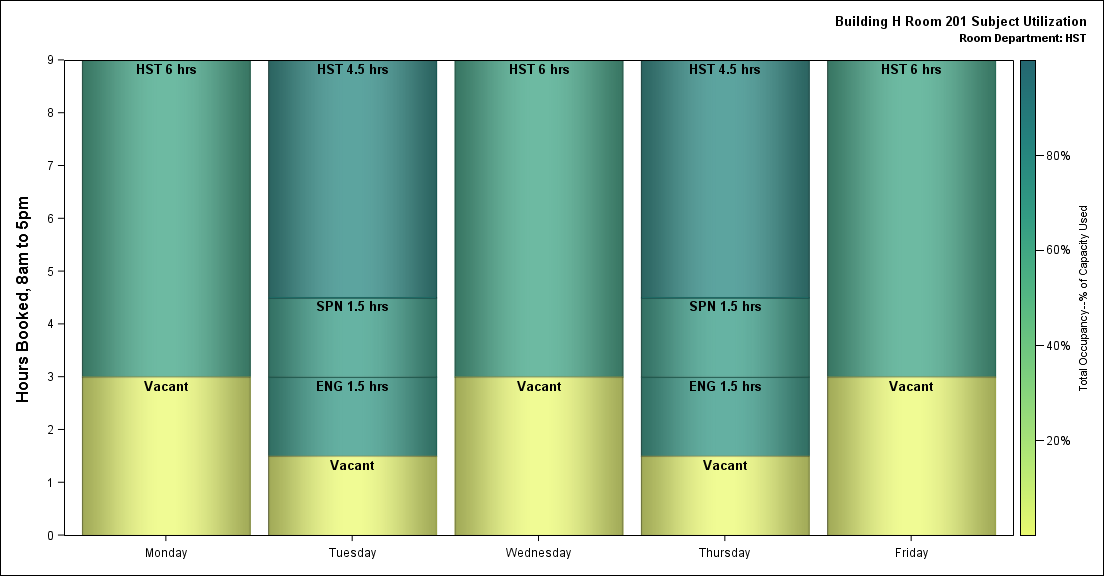 Building H Room 201 Subject Utilization
Room Department: HST
Hours Booked, 8am to 5pm
9
8
7
6
5
4
3
2
1
0
HST 6 hrs
Vacant
HST 4.5 hrs
SPN 1.5 hrs
ENG 1.5 hrs
Vacant
HST 6 hrs
Vacant
HST 4.5 hrs
SPN 1.5 hrs
ENG 1.5 hrs
Vacant
HST 6 hrs
Vacant
Monday
Tuesday
Wednesday
Thursday
Friday
80%
60%
40%
20%
Total Occupancy--% of Capacity Used